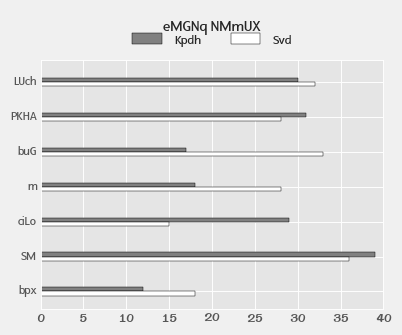 eMGNq NMmUX
Kpdh Svd
LUch
PKHA
buG
m
ciLo
SM
bpx
0 5 10 15 20 25 30 35 40